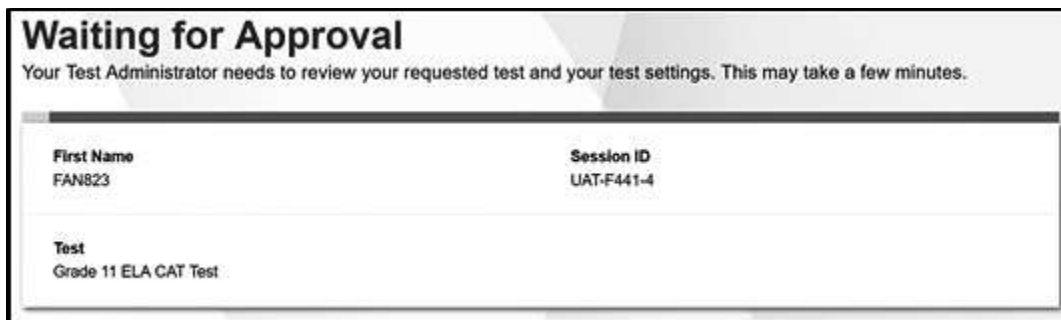 Waiting for Approval
Your Test Administrator needs to review your requested test and your test settings. This may take a few minutes.
First Name
FAN823
Session ID
UAT-F441-4
Test
Grade 11 ELA CAT Test